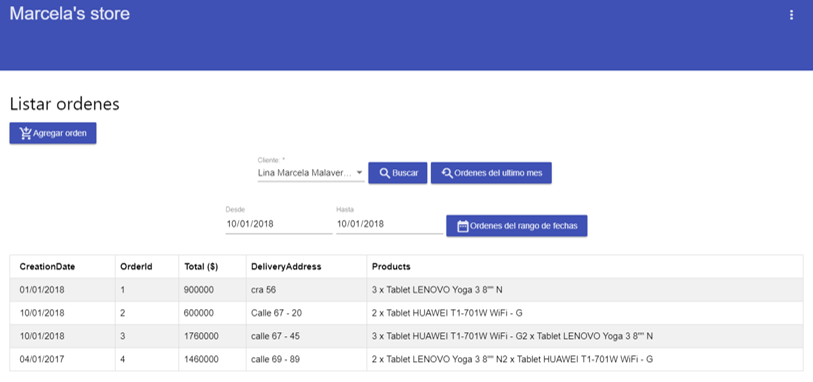 Marcela's store
Listar ordenes
Agregar orden
Cliente: *
Lina Marcela Malaver... Buscar Ordenes del ultimo mes
Desde Hasta
10/01/2018 10/01/2018 Ordenes del rango de fechas
CreationDate OrderId Total ($) DeliveryAddress Products
01/01/2018 1 900000 cra 56 3 x Tablet LENOVO Yoga 3 8"" N
10/01/2018 2 600000 Calle 67 - 20 2 x Tablet HUAWEI T1-701W WiFi - G
10/01/2018 3 1760000 calle 67 - 45 3 x Tablet HUAWEI T1-701W WiFi - G2 x Tablet LENOVO Yoga 3 8"" N
04/01/2017 4 1460000 calle 69 - 89 2 x Tablet LENOVO Yoga 3 8"" N2 x Tablet HUAWEI T1-701W WiFi - G